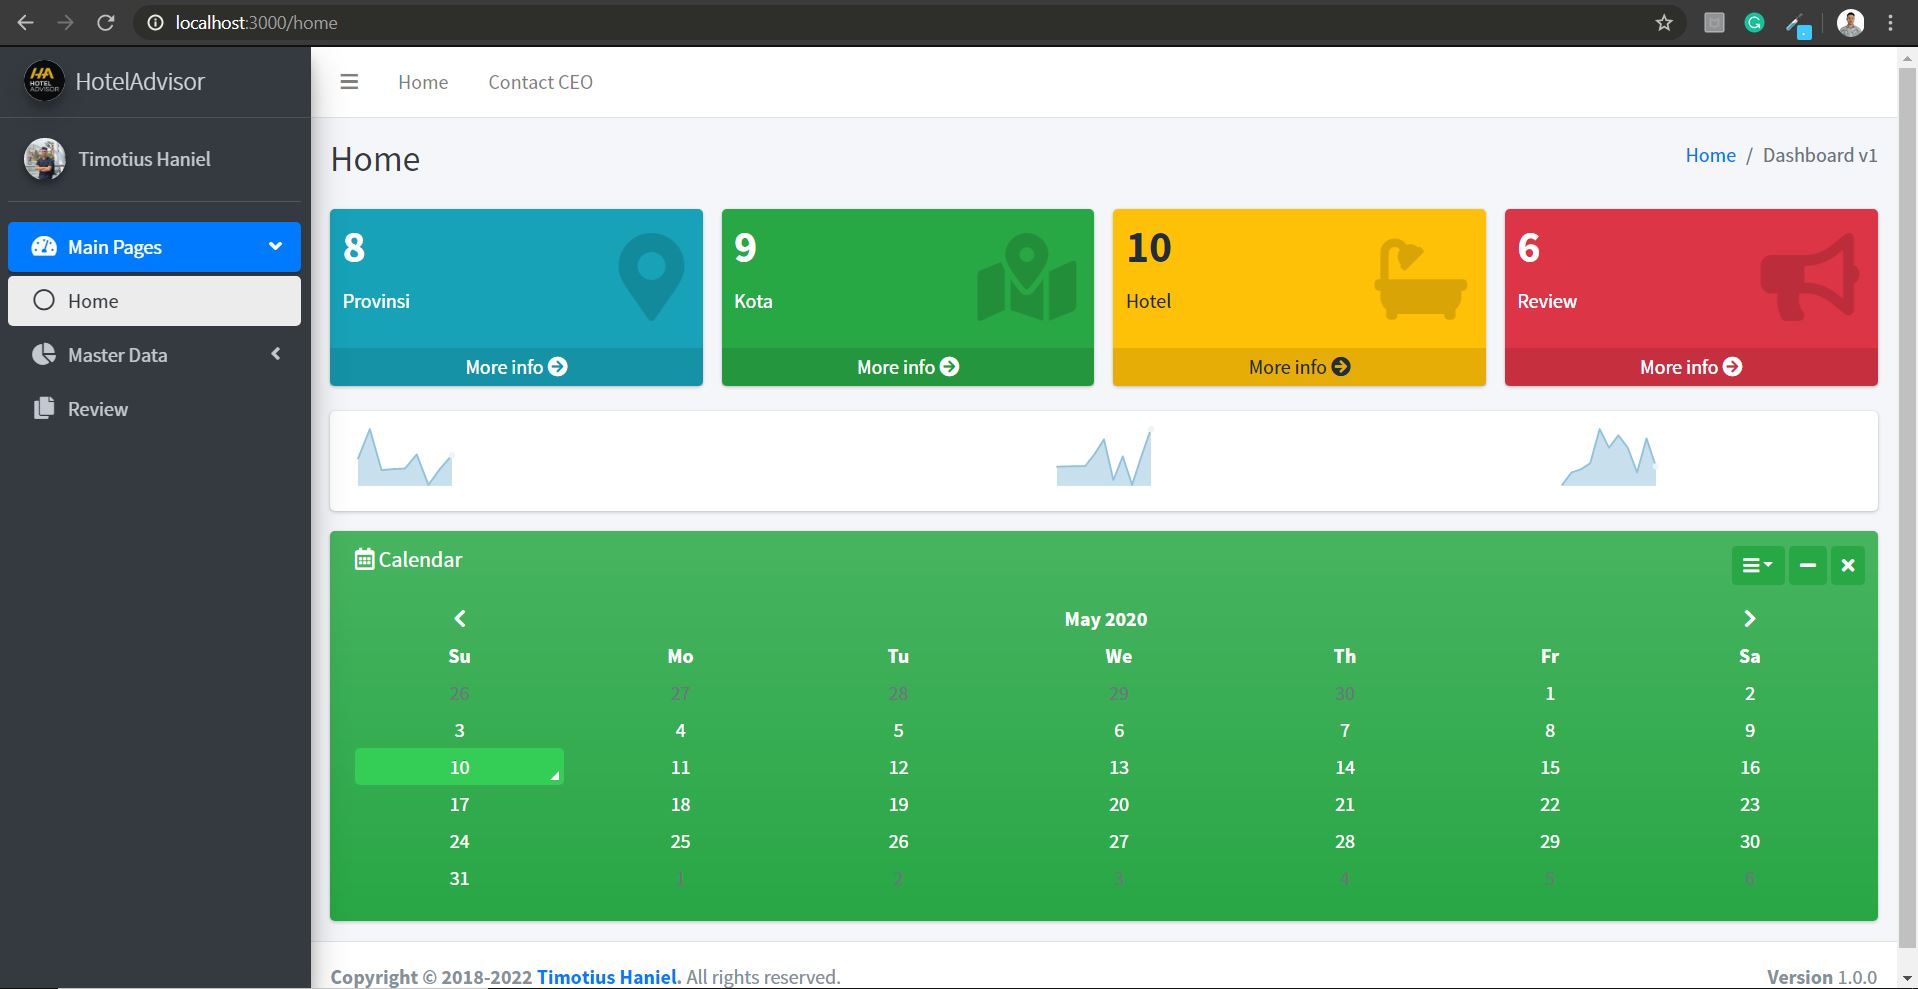 localhost:3000/home
HA
HOTEL
ADVISOR
HotelAdvisor
Home
Contact CEO
Timotius Haniel
Main Pages
Home
Master Data
Review
Home
Home / Dashboard v1
8
Provinsi
More info
9
Kota
More info
10
Hotel
More info
6
Review
More info
Calendar
May 2020
Su Mo Tu We Th Fr Sa
26 27 28 29 30 1 2
3 4 5 6 7 8 9
10 11 12 13 14 15 16
17 18 19 20 21 22 23
24 25 26 27 28 29 30
31 1 2 3 4 5 6
Copyright © 2018-2022 Timotius Haniel. All rights reserved.
Version 1.0.0